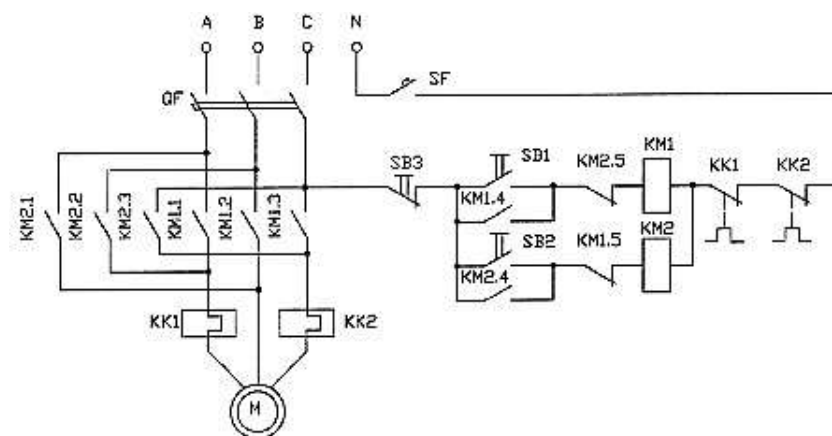 A B C N
QF
SF
SB3
SB1
KM2.5
KM1
KK1
KK2
KM1.4
KM2.1
KM2.2
KM2.3
KM1.1
KM1.2
KM1.3
SB2
KM2.4
KM1.5
KM2
KK1
KK2
M